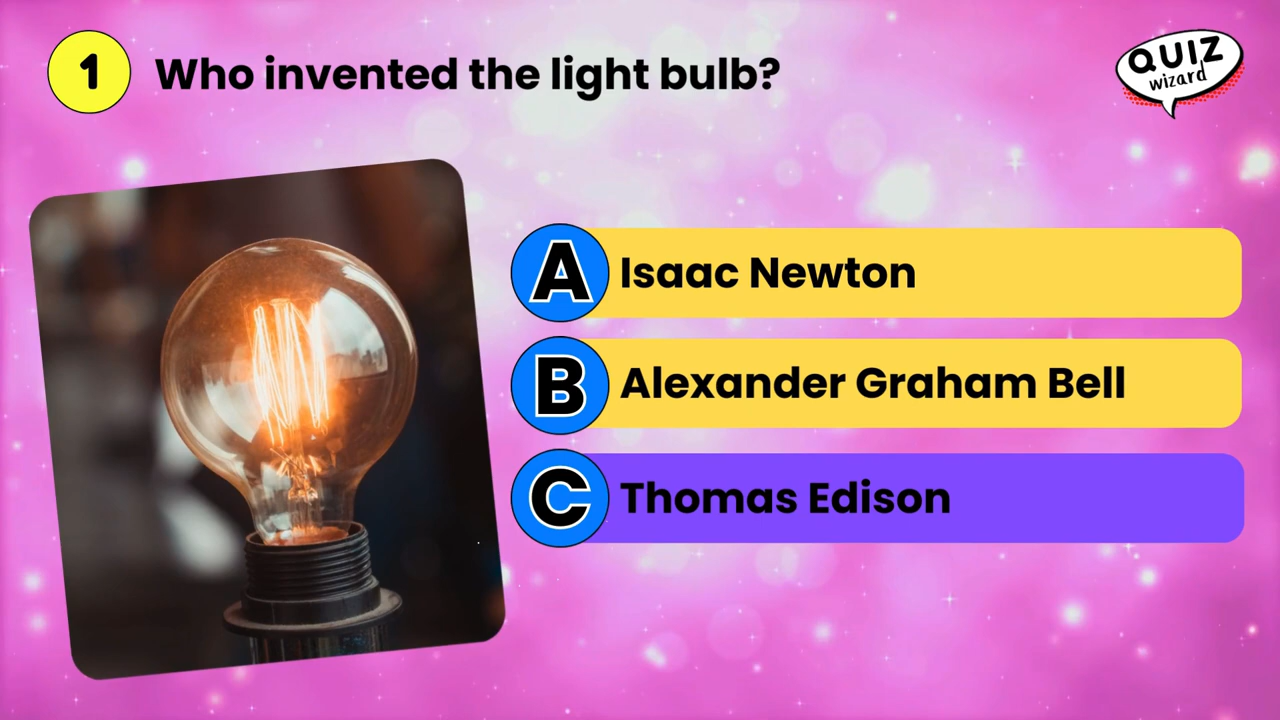 1
Who invented the light bulb?
QUIZ
wizard
A
Isaac Newton
B
Alexander Graham Bell
C
Thomas Edison